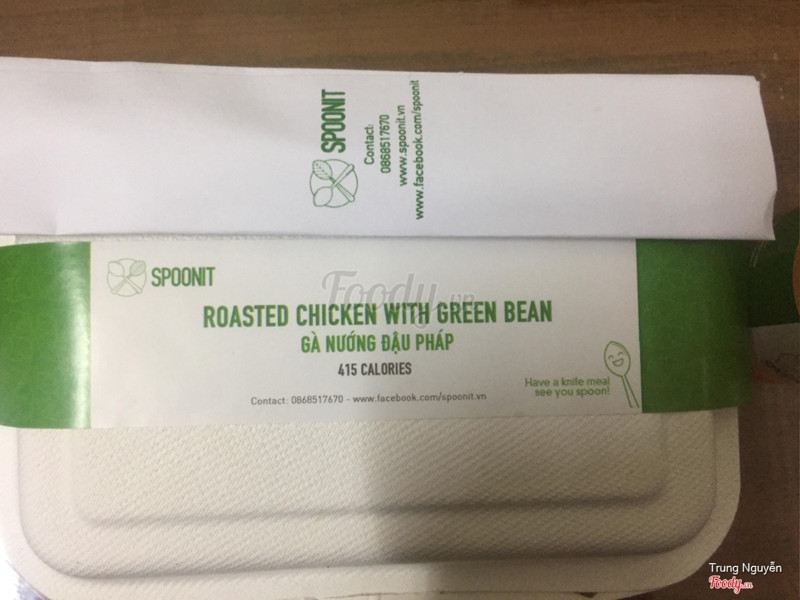 SPOONIT
Contact:
0868517670
www.spoonit.vn
www.facebook.com/spoonit
SPOONIT
Foody.vn
ROASTED CHICKEN WITH GREEN BEAN
GÀ NƯỚNG ĐẬU PHÁP
415 CALORIES
Have a knife meal
see you spoon!
Contact: 0868517670 - www.facebook.com/spoonit.vn
Trung Nguyễn
Foody.vn